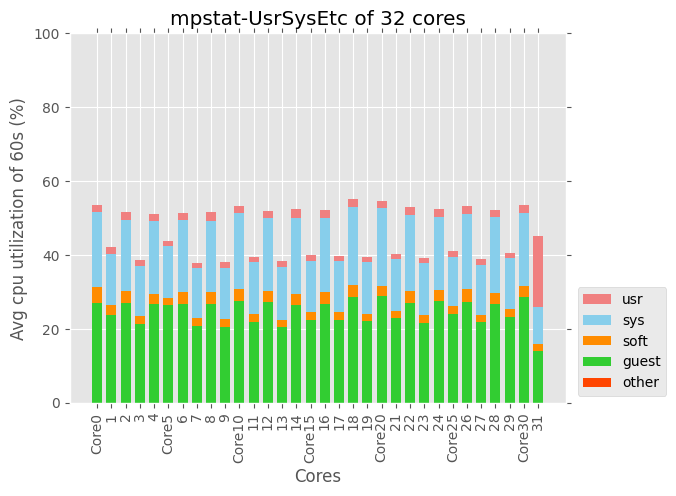 mpstat-UsrSysEtc of 32 cores
Avg cpu utilization of 60s (%)
100
80
60
40
20
0
usr
sys
soft
guest
other
Core0
1
2
3
4
Core5
6
7
8
9
Core10
11
12
13
14
Core15
16
17
18
19
Core20
21
22
23
24
Core25
26
27
28
29
Core30
31
Cores